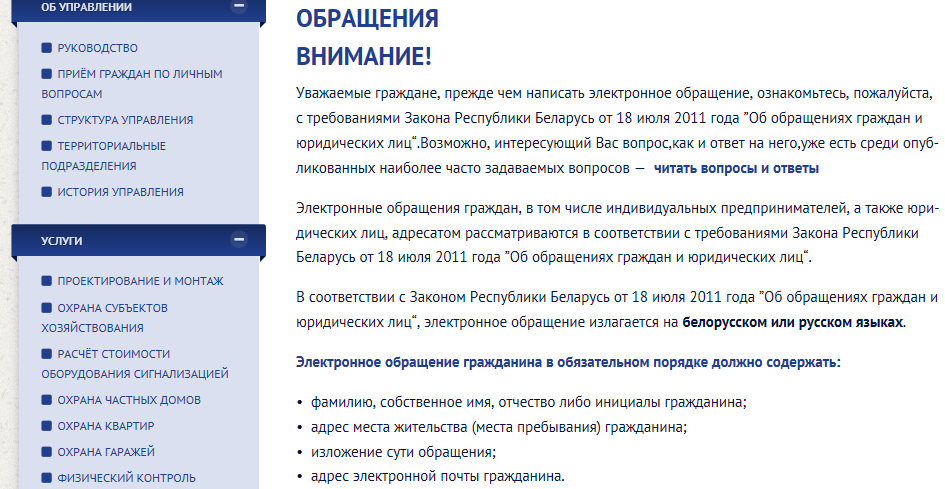 ОБ УПРАВЛЕНИИ
РУКОВОДСТВО
ПРИЁМ ГРАЖДАН ПО ЛИЧНЫМ
ВОПРОСАМ
СТРУКТУРА УПРАВЛЕНИЯ
ТЕРРИТОРИАЛЬНЫЕ
ПОДРАЗДЕЛЕНИЯ
ИСТОРИЯ УПРАВЛЕНИЯ
УСЛУГИ
ПРОЕКТИРОВАНИЕ И МОНТАЖ
ОХРАНА СУБЪЕКТОВ
ХОЗЯЙСТВОВАНИЯ
РАСЧЁТ СТОИМОСТИ
ОБОРУДОВАНИЯ СИГНАЛИЗАЦИЕЙ
ОХРАНА ЧАСТНЫХ ДОМОВ
ОХРАНА КВАРТИР
ОХРАНА ГАРАЖЕЙ
ФИЗИЧЕСКИЙ КОНТРОЛЬ
ОБРАЩЕНИЯ
ВНИМАНИЕ!
Уважаемые граждане, прежде чем написать электронное обращение, ознакомьтесь, пожалуйста,
с требованиями Закона Республики Беларусь от 18 июля 2011 года ”Об обращениях граждан и
юридических лиц“.Возможно, интересующий Вас вопрос,как и ответ на него,уже есть среди опуб-
ликованных наиболее часто задаваемых вопросов — читать вопросы и ответы
Электронные обращения граждан, в том числе индивидуальных предпринимателей, а также юри-
дических лиц, адресатом рассматриваются в соответствии с требованиями Закона Республики
Беларусь от 18 июля 2011 года ”Об обращениях граждан и юридических лиц“.
В соответствии с Законом Республики Беларусь от 18 июля 2011 года ”Об обращениях граждан и
юридических лиц“, электронное обращение излагается на белорусском или русском языках.
Электронное обращение гражданина в обязательном порядке должно содержать:
• фамилию, собственное имя, отчество либо инициалы гражданина;
• адрес места жительства (места пребывания) гражданина;
• изложение сути обращения;
• адрес электронной почты гражданина.